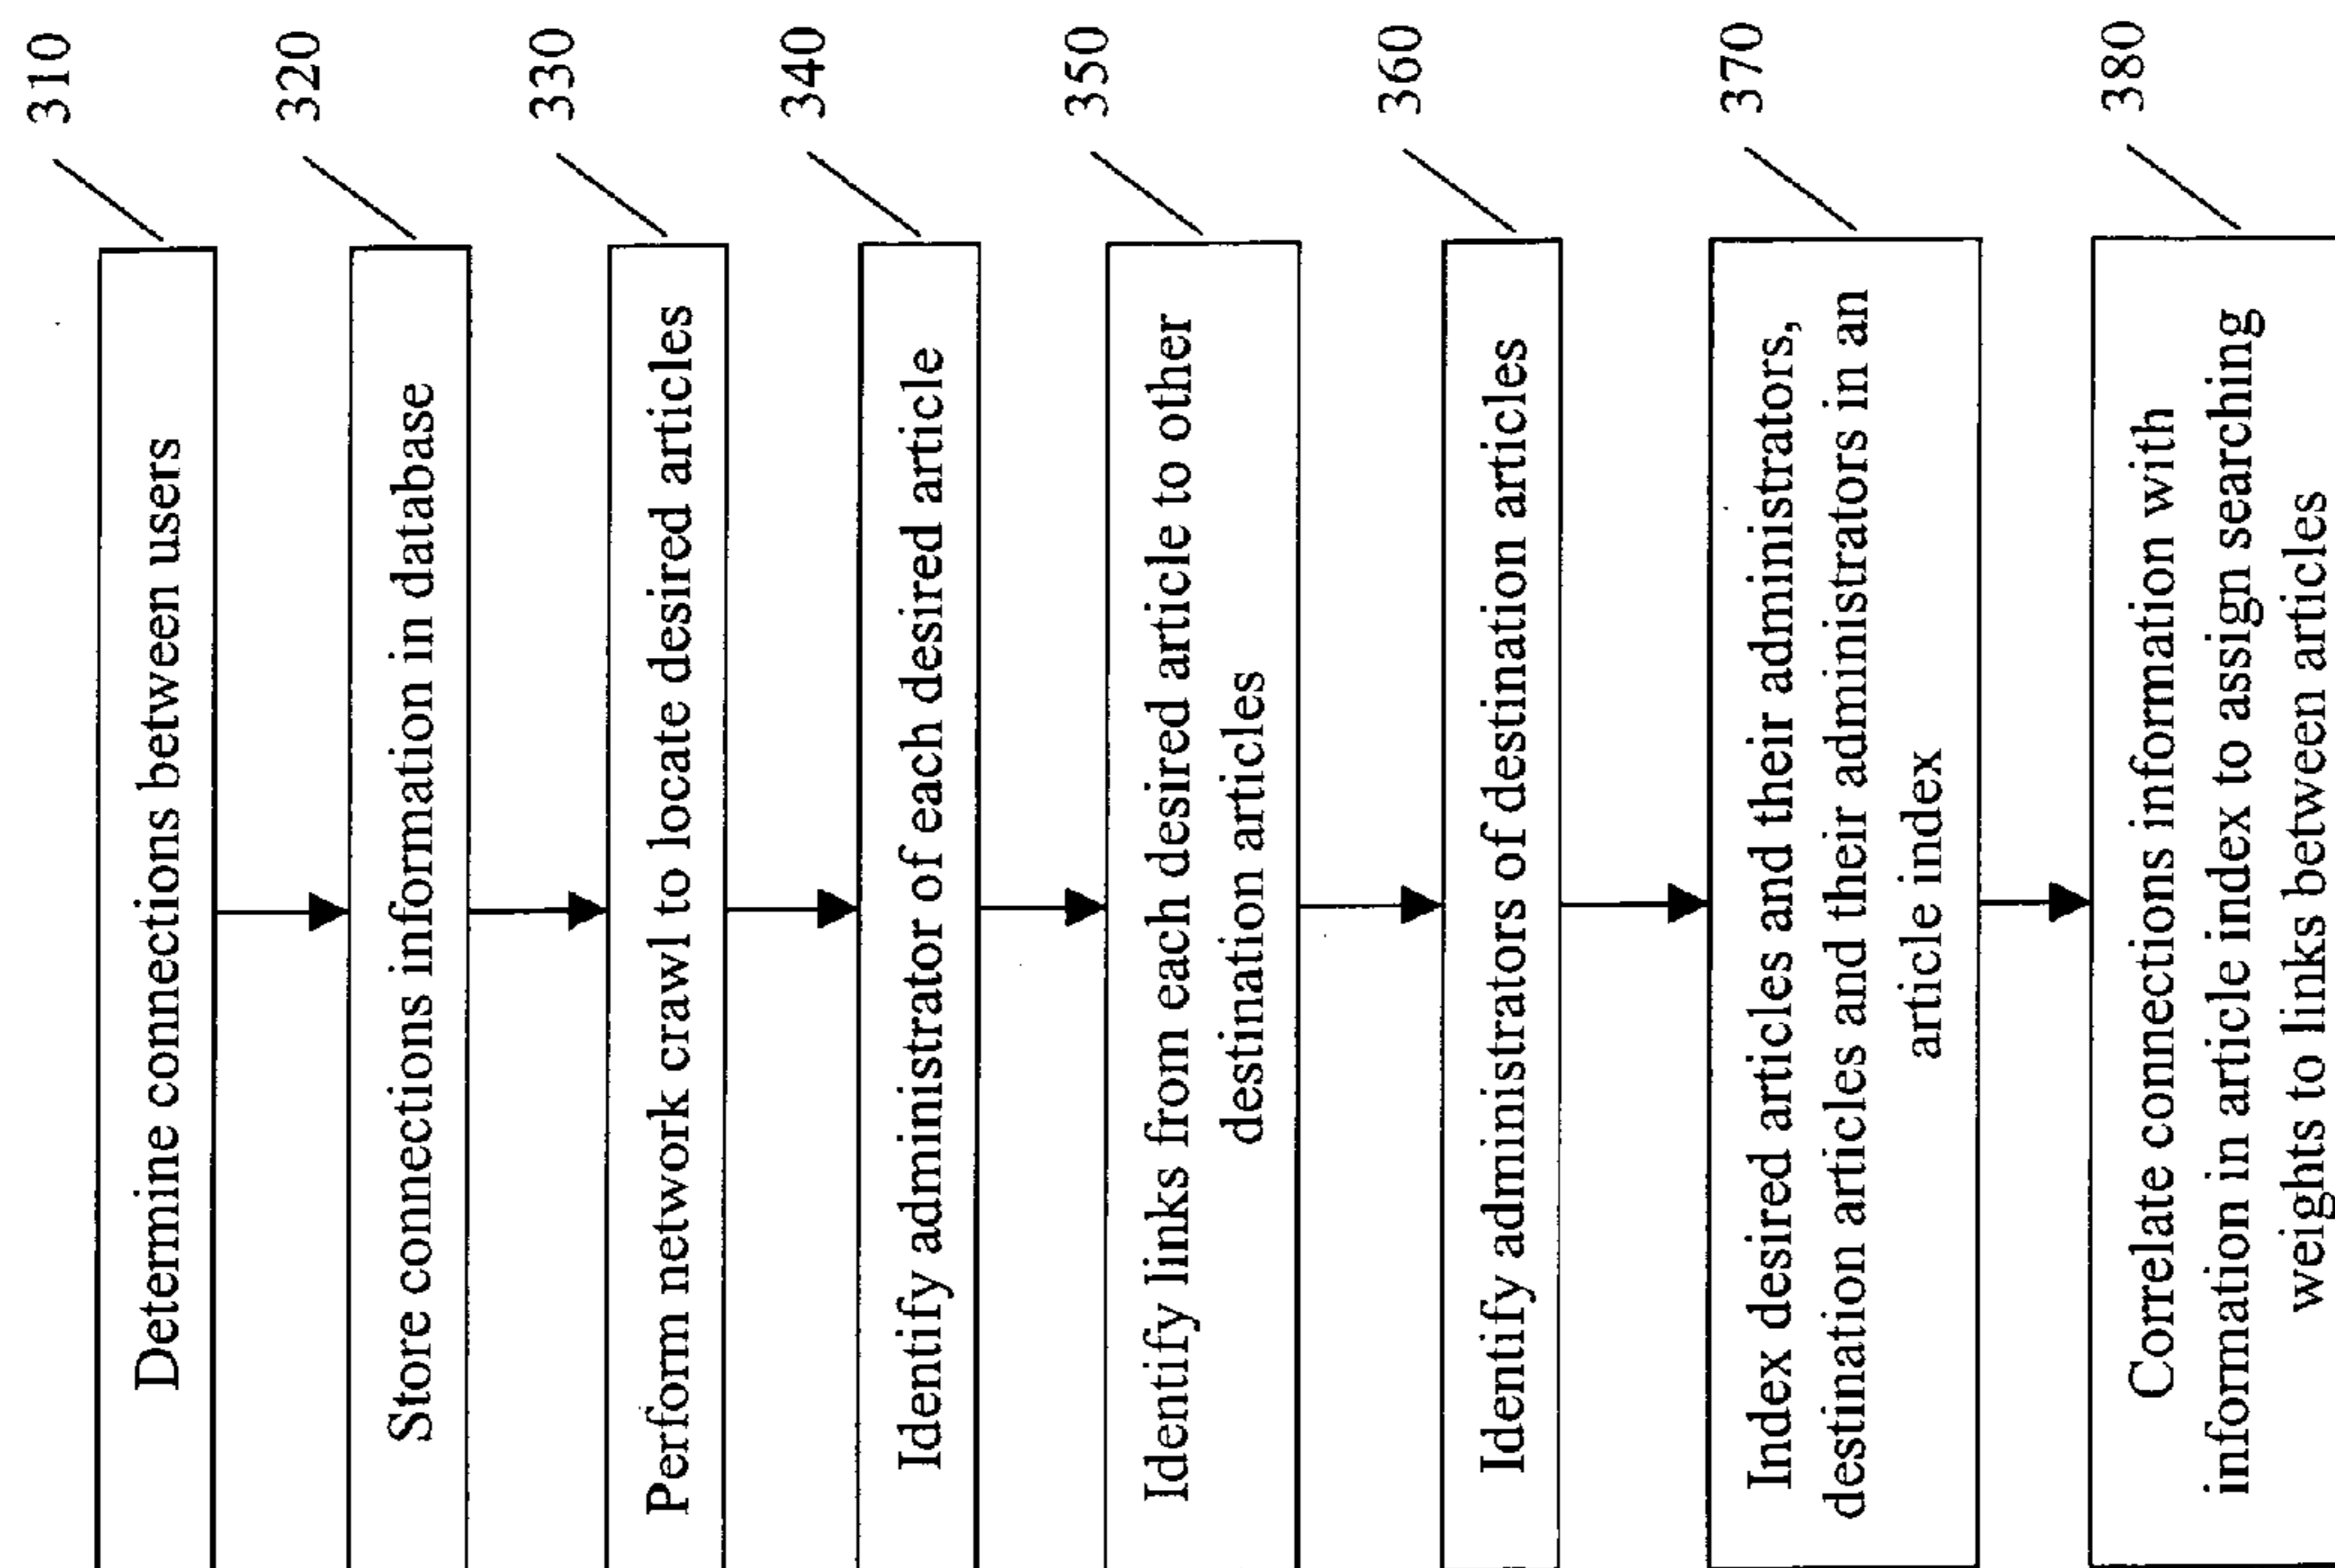 310
Determine connections between users
320
Store connections information in database
330
Perform network crawl to locate desired articles
340
Identify administrator of each desired article
350
Identify links from each desired article to other
destination articles
360
Identify administrators of destination articles
370
Index desired articles and their administrators,
destination articles and their administrators in an
article index
380
Correlate connections information with
information in article index to assign searching
weights to links between articles